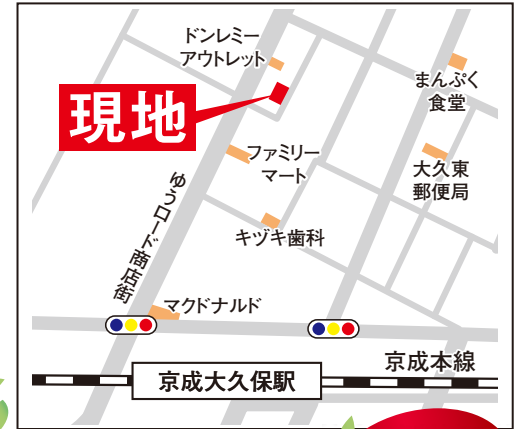 ドンレミー
アウトレット
まんぷく
食堂
現地
ファミリー
マート
大久東
郵便局
ゆうロード商店街
キヅキ歯科
マクドナルド
京成本線
京成大久保駅